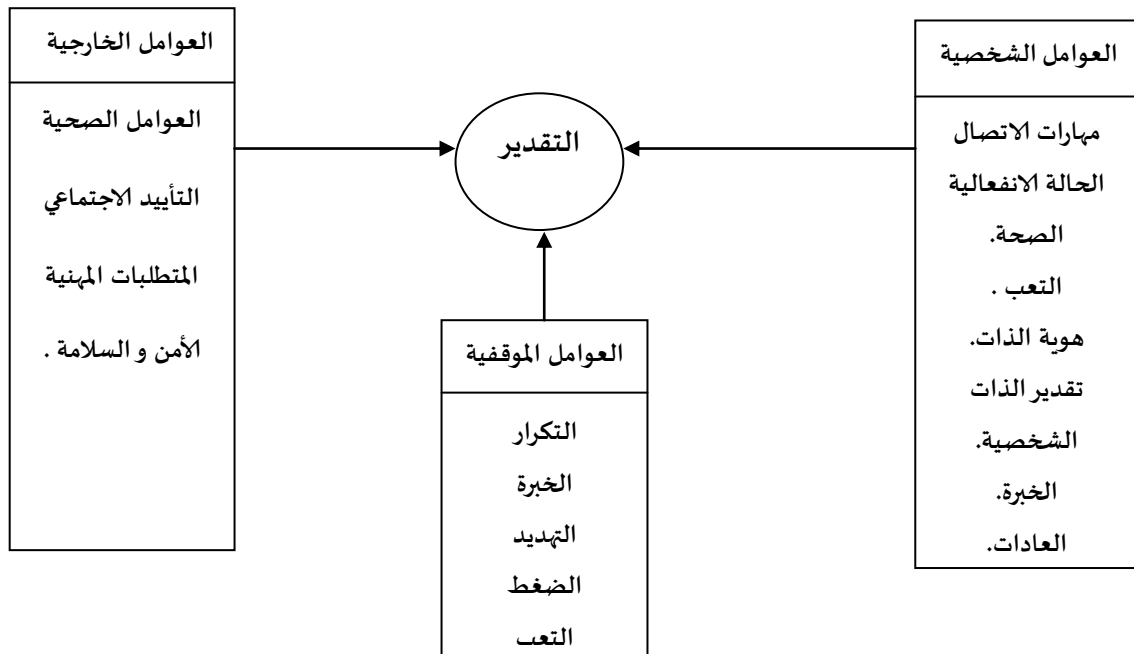 العوامل الشخصية
مهارات الاتصال
الحالة الانفعالية
الصحة.
التعب .
هوية الذات.
تقدير الذات
الشخصية.
الخبرة.
العادات.
التقدير
العوامل الخارجية
العوامل الصحية
التأييد الاجتماعي
المتطلبات المهنية
الأمن و السلامة .
العوامل الموقفية
التكرار
الخبرة
التهديد
الضغط
التعب